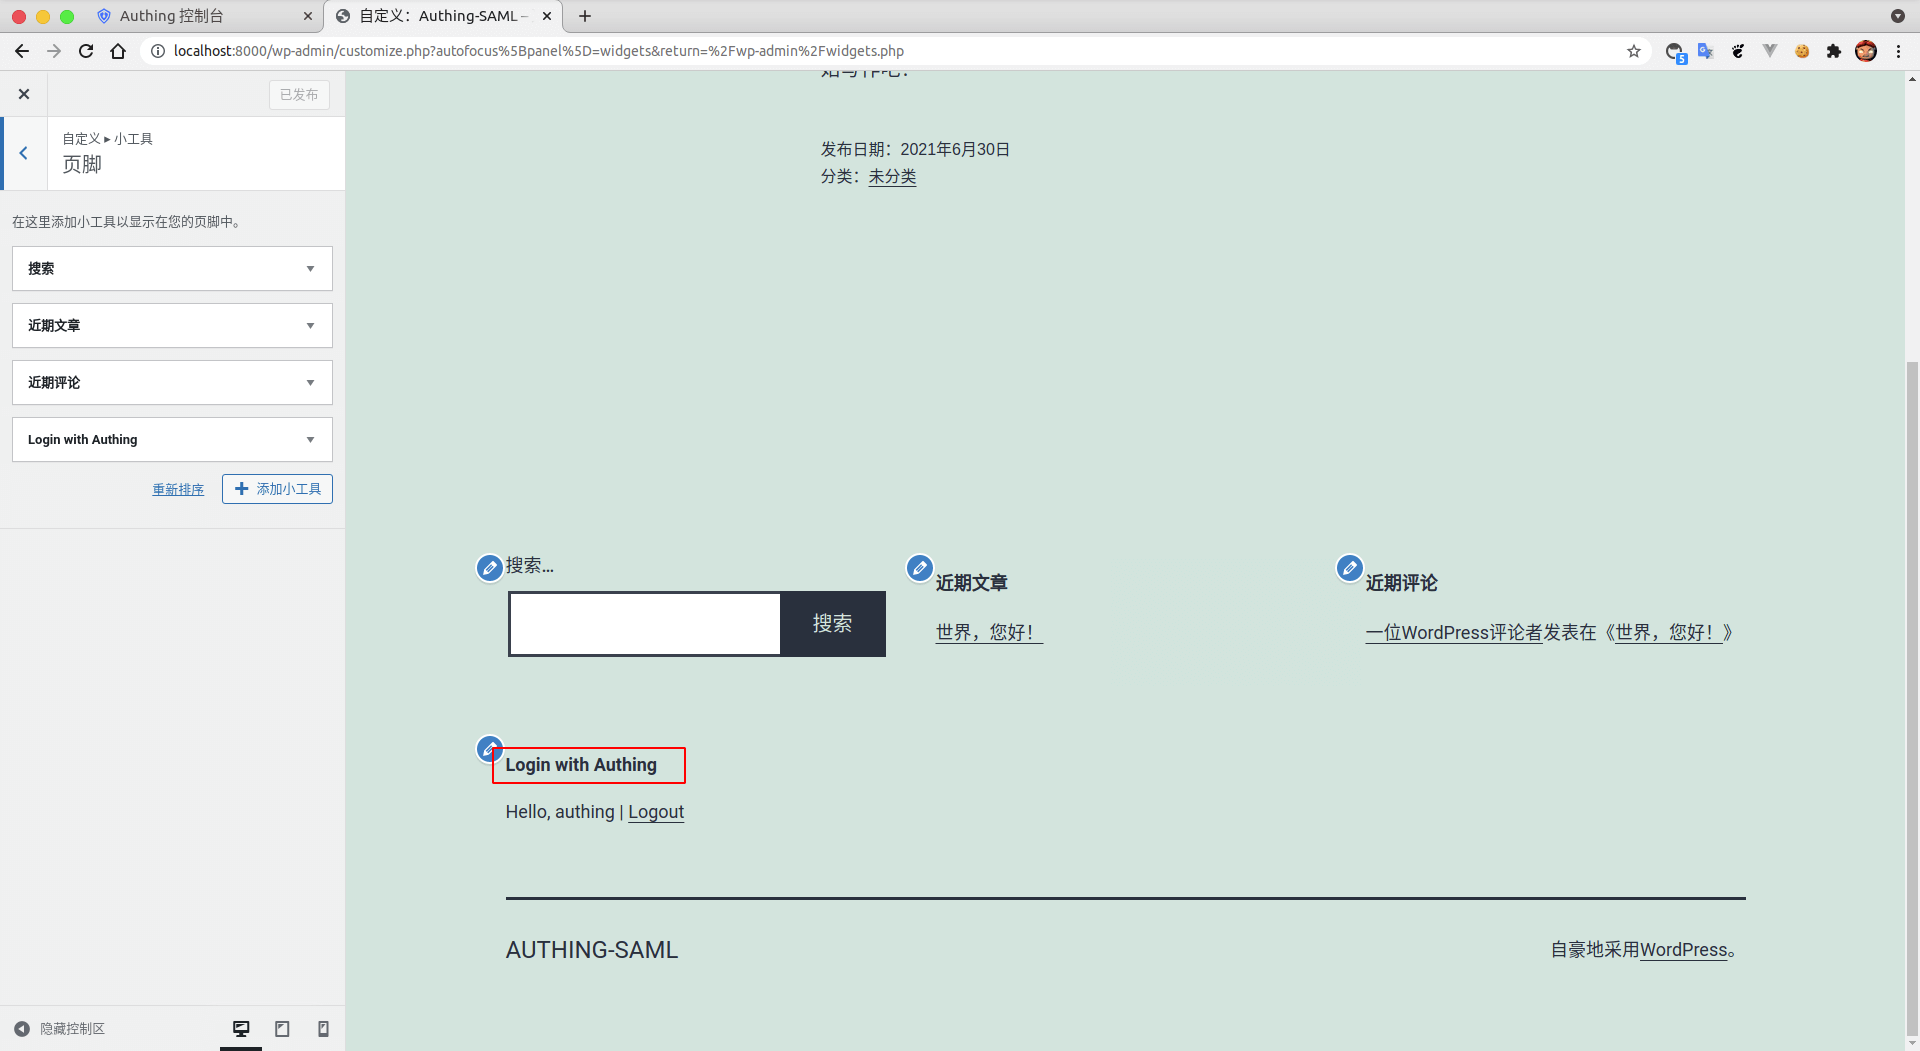 Authing 控制台
自定义：Authing-SAML –
localhost:8000/wp-admin/customize.php?autofocus%5Bpanel%5D=widgets&return=%2Fwp-admin%2Fwidgets.php
5
已发布
自定义 ▸ 小工具
页脚
在这里添加小工具以显示在您的页脚中。
搜索
近期文章
近期评论
Login with Authing
重新排序
添加小工具
隐藏控制区
发布日期：2021年6月30日
分类：未分类
搜索…
搜索
近期文章
世界，您好！
近期评论
一位WordPress评论者发表在《世界，您好！》
Login with Authing
Hello, authing | Logout
AUTHING-SAML
自豪地采用WordPress。